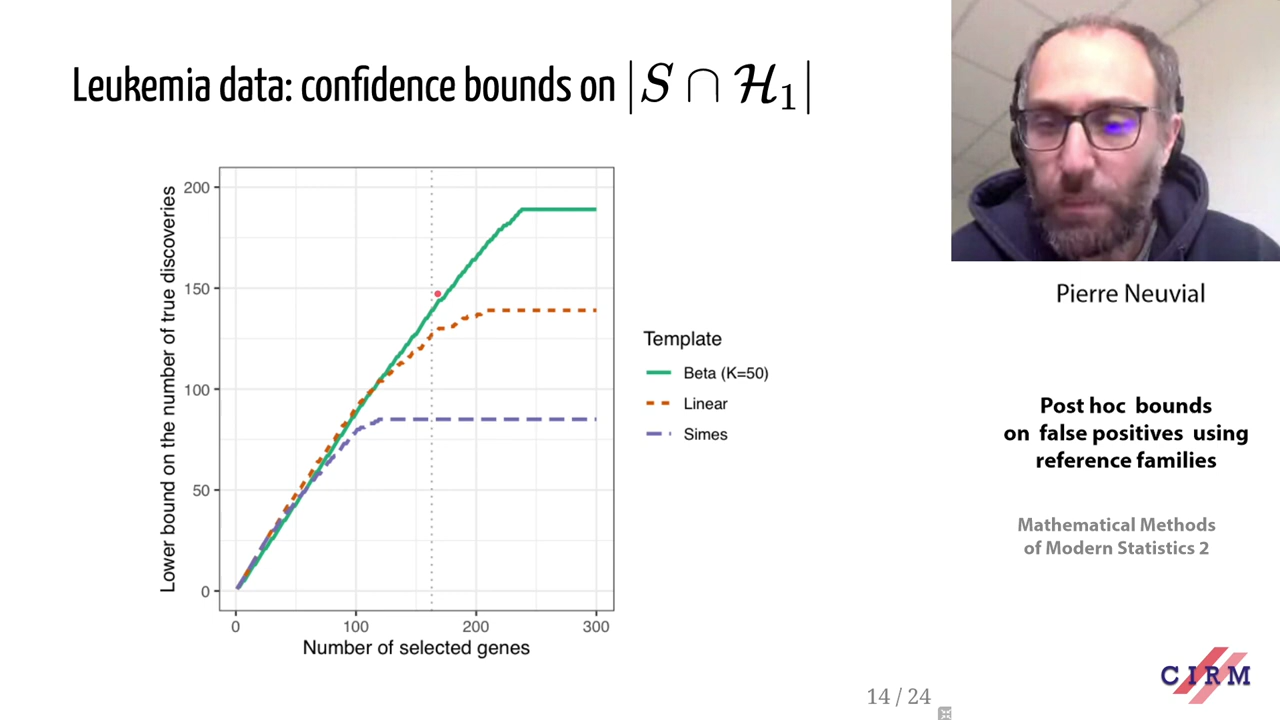 Leukemia data: confidence bounds on |S ∩ ℋ₁|
Lower bound on the number of true discoveries
200
150
100
50
0
0 100 200 300
Number of selected genes
Template
Beta (K=50)
Linear
Simes
14 / 24
Pierre Neuvial
Post hoc bounds
on false positives using
reference families
Mathematical Methods
of Modern Statistics 2
CIRM